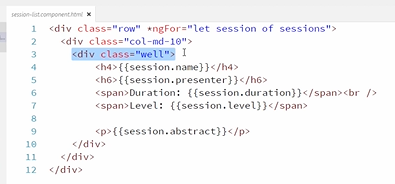 session-list.component.html ×
1 <div class="row" *ngFor="let session of sessions">
2 <div class="col-md-10">
3 <div class="well">
4 <h4>{{session.name}}</h4>
5 <h6>{{session.presenter}}</h6>
6 <span>Duration: {{session.duration}}</span><br />
7 <span>Level: {{session.level}}</span>
8
9 <p>{{session.abstract}}</p>
10 </div>
11 </div>
12 </div>